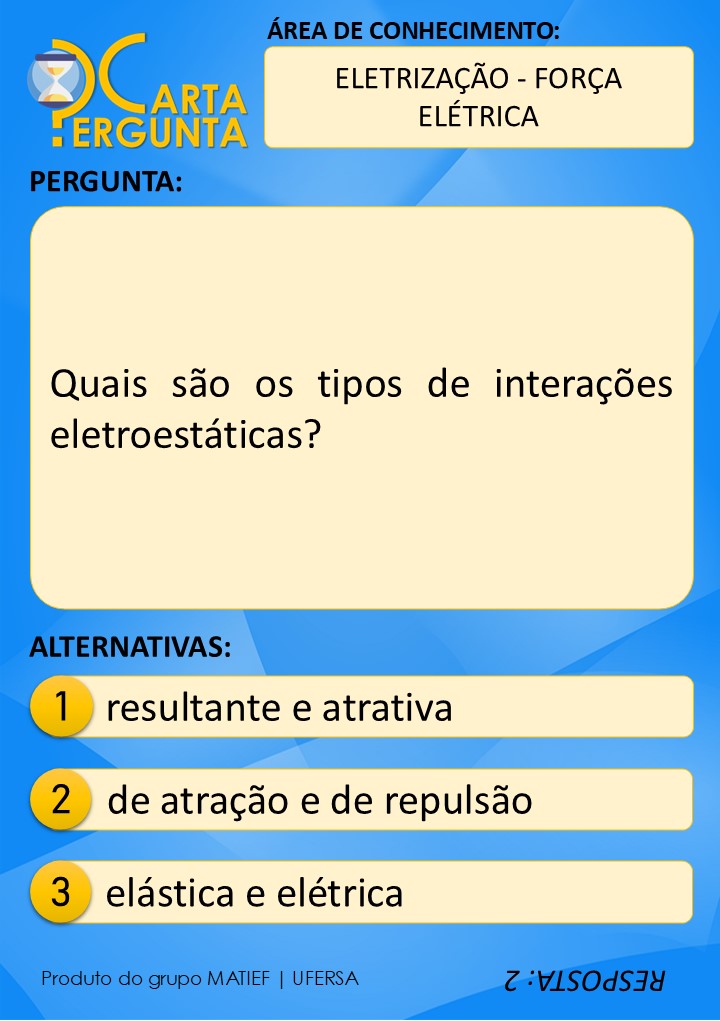 CARTA
PERGUNTA
ÁREA DE CONHECIMENTO:
ELETRIZAÇÃO - FORÇA
ELÉTRICA
PERGUNTA:
Quais são os tipos de interações
eletroestáticas?
ALTERNATIVAS:
1 resultante e atrativa
2 de atração e de repulsão
3 elástica e elétrica
Produto do grupo MATIEF | UFERSA
RESPOSTA: 2